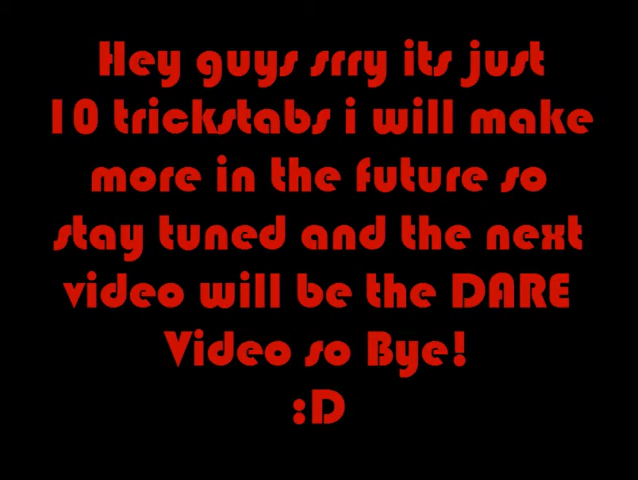 Hey guys srry its just
10 trickstabs i will make
more in the future so
stay tuned and the next
video will be the DARE
Video so Bye!
:D